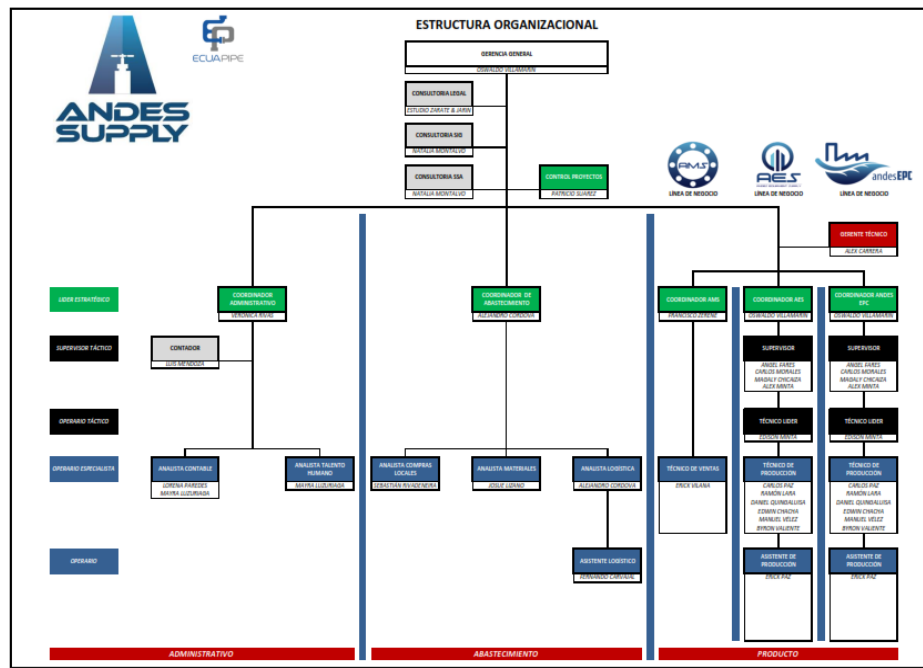 ESTRUCTURA ORGANIZACIONAL
ANDES
SUPPLY
ECUAPIPE
GERENCIA GENERAL
OSWALDO VILLAMARIN
CONSULTORIA LEGAL
ESTUDIO ZARATE & JARIN
CONSULTORIA SIG
NATALIA MONTALVO
CONSULTORIA SSA
NATALIA MONTALVO
CONTROL PROYECTOS
PATRICIO SUAREZ
AMS
LÍNEA DE NEGOCIO
AES
LÍNEA DE NEGOCIO
andesEPC
LÍNEA DE NEGOCIO
GERENTE TÉCNICO
ALEX CARRERA
LIDER ESTRATÉGICO
COORDINADOR
ADMINISTRATIVO
VERONICA RIVAS
COORDINADOR DE
ABASTECIMIENTO
ALEJANDRO CORDOVA
COORDINADOR AMS
FRANCISCO ZERENE
COORDINADOR AES
OSWALDO VILLAMARIN
COORDINADOR ANDES
EPC
OSWALDO VILLAMARIN
SUPERVISOR TÁCTICO
CONTADOR
LUIS MENDOZA
SUPERVISOR
ANGEL FARES
CARLOS MORALES
MAGALY CHICAIZA
ALEX MINTA
SUPERVISOR
ANGEL FARES
CARLOS MORALES
MAGALY CHICAIZA
ALEX MINTA
OPERARIO TÁCTICO
TÉCNICO LIDER
EDISON MINTA
TÉCNICO LIDER
EDISON MINTA
OPERARIO ESPECIALISTA
ANALISTA CONTABLE
LORENA PAREDES
MAYRA LUZURIAGA
ANALISTA TALENTO
HUMANO
MAYRA LUZURIAGA
ANALISTA COMPRAS
LOCALES
SEBASTIAN RIVADENEIRA
ANALISTA MATERIALES
JOSUE LIZANO
ANALISTA LOGÍSTICA
ALEJANDRO CORDOVA
TÉCNICO DE VENTAS
ERICK VILANA
TÉCNICO DE
PRODUCCIÓN
CARLOS PAZ
RAMÓN LARA
DANIEL QUINGALUISA
EDWIN CHACHA
MANUEL VELEZ
BYRON VALIENTE
TÉCNICO DE
PRODUCCIÓN
CARLOS PAZ
RAMÓN LARA
DANIEL QUINGALUISA
EDWIN CHACHA
MANUEL VELEZ
BYRON VALIENTE
OPERARIO
ASISTENTE LOGÍSTICO
FERNANDO CARVAJAL
ASISTENTE DE
PRODUCCIÓN
ERICK PAZ
ASISTENTE DE
PRODUCCIÓN
ERICK PAZ
ADMINISTRATIVO
ABASTECIMIENTO
PRODUCTO